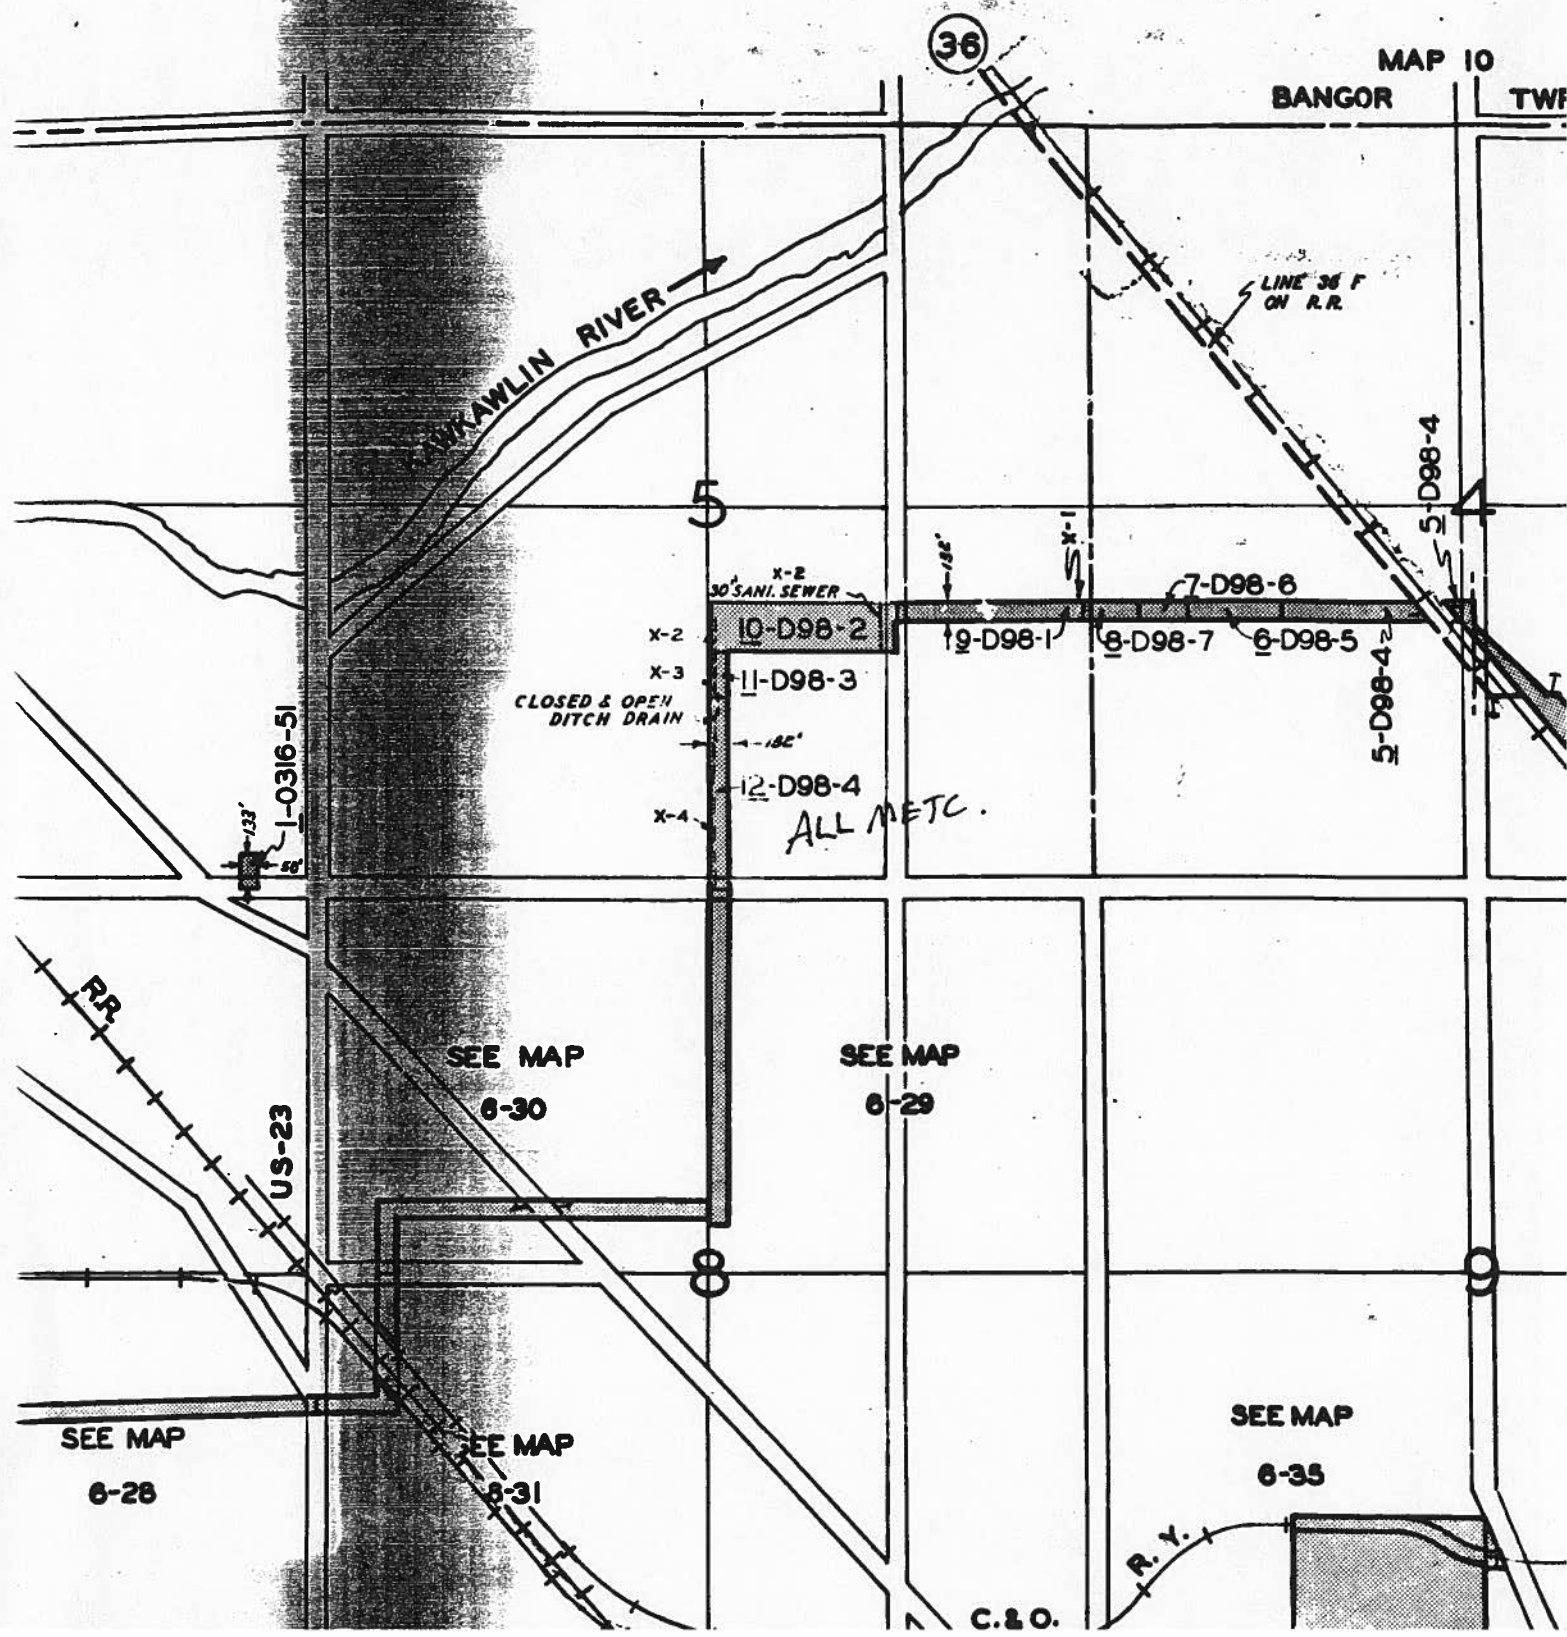 36
MAP 10
BANGOR
KAWKAWLIN RIVER
LINE 36 F
ON R.R.
5
4
5-D98-4
X-1
182'
X-2
30' SANI. SEWER
7-D98-6
X-2
10-D98-2
9-D98-1
8-D98-7
6-D98-5
5-D98-4
X-3
11-D98-3
CLOSED & OPEN
DITCH DRAIN
182'
12-D98-4
X-4
ALL METC.
1-0316-51
133'
50'
R.R.
US-23
SEE MAP
6-30
SEE MAP
6-29
8
9
SEE MAP
6-28
SEE MAP
6-31
SEE MAP
6-35
R.Y.
C.&O.